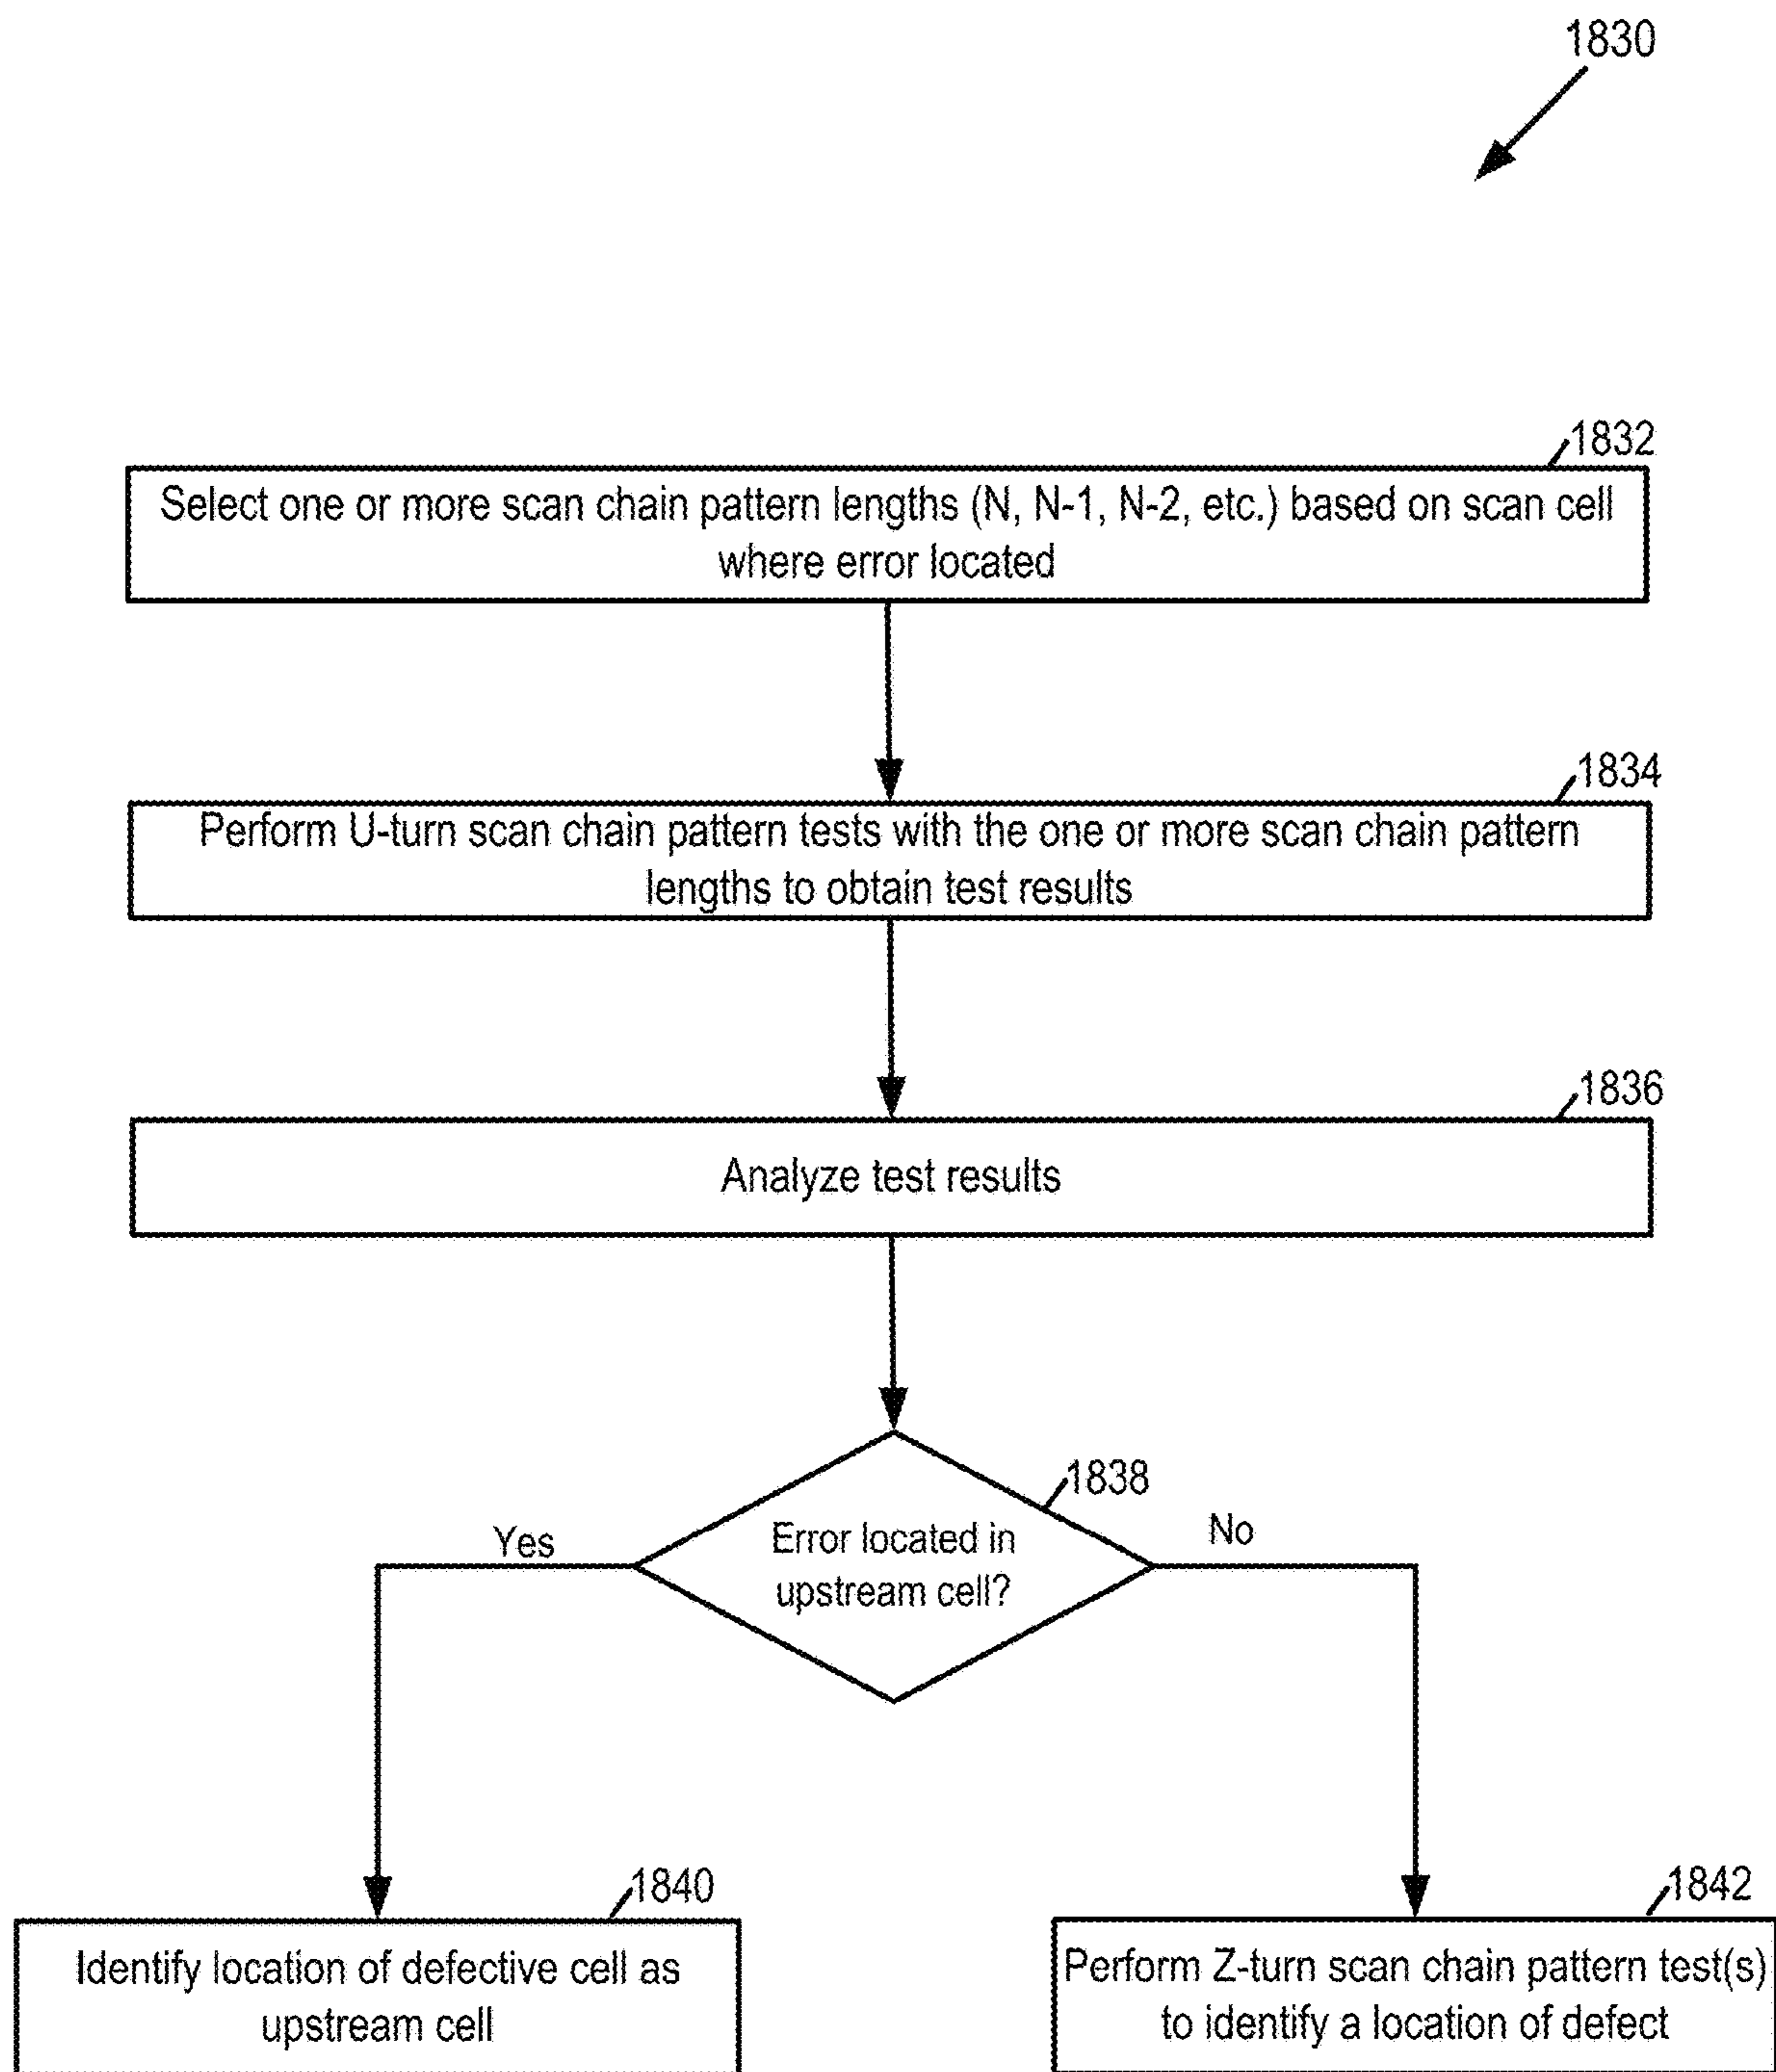 1830
1832
Select one or more scan chain pattern lengths (N, N-1, N-2, etc.) based on scan cell
where error located
1834
Perform U-turn scan chain pattern tests with the one or more scan chain pattern
lengths to obtain test results
1836
Analyze test results
1838
Error located in
upstream cell?
Yes
No
1840
Identify location of defective cell as
upstream cell
1842
Perform Z-turn scan chain pattern test(s)
to identify a location of defect